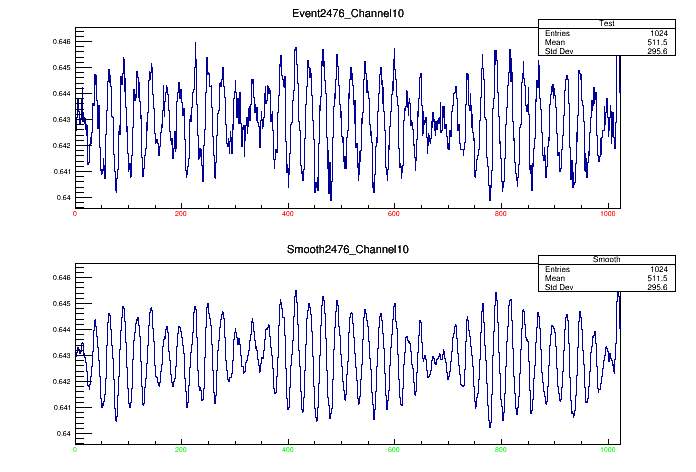 Event2476_Channel10
Test
Entries 1024
Mean 511.5
Std Dev 295.6
0.646
0.645
0.644
0.643
0.642
0.641
0.64
0 200 400 600 800 1000
Smooth2476_Channel10
Smooth
Entries 1024
Mean 511.5
Std Dev 295.6
0.646
0.645
0.644
0.643
0.642
0.641
0.64
0 200 400 600 800 1000